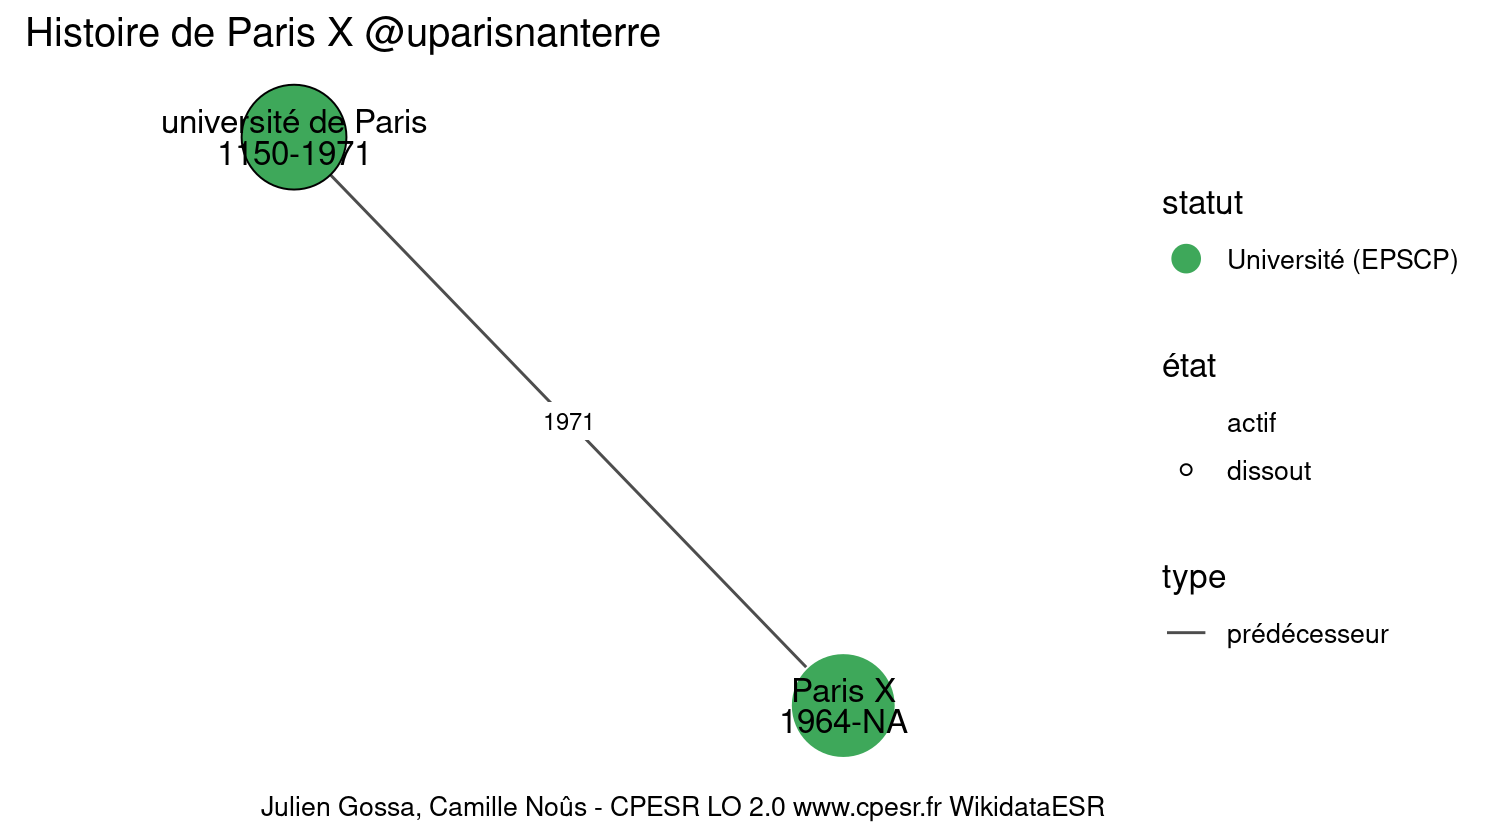 Histoire de Paris X @uparisnanterre
université de Paris
1150-1971
1971
Paris X
1964-NA
statut
Université (EPSCP)
état
actif
dissout
type
prédécesseur
Julien Gossa, Camille Noûs - CPESR LO 2.0 www.cpesr.fr WikidataESR